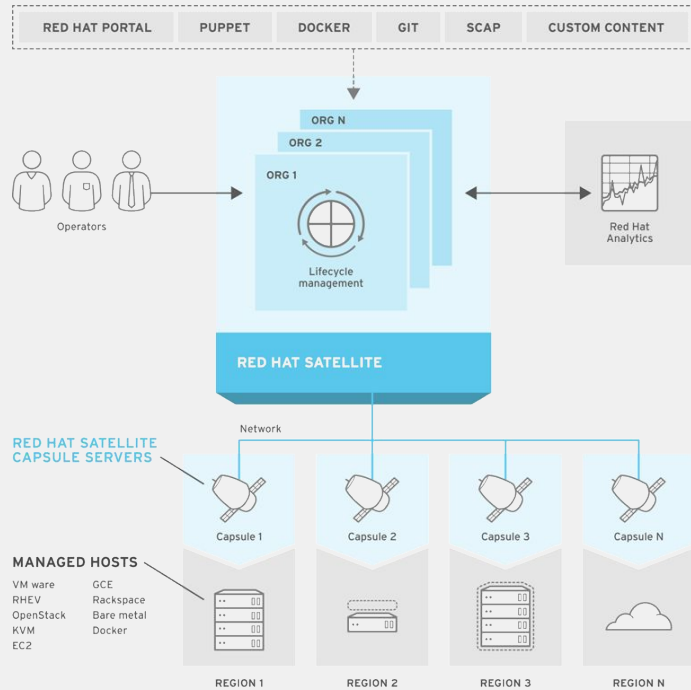 RED HAT PORTAL
PUPPET
DOCKER
GIT
SCAP
CUSTOM CONTENT
ORG N
ORG 2
ORG 1
Lifecycle
management
Operators
Red Hat
Analytics
RED HAT SATELLITE
Network
RED HAT SATELLITE
CAPSULE SERVERS
Capsule 1
Capsule 2
Capsule 3
Capsule N
MANAGED HOSTS
VM ware
RHEV
OpenStack
KVM
EC2
GCE
Rackspace
Bare metal
Docker
REGION 1
REGION 2
REGION 3
REGION N